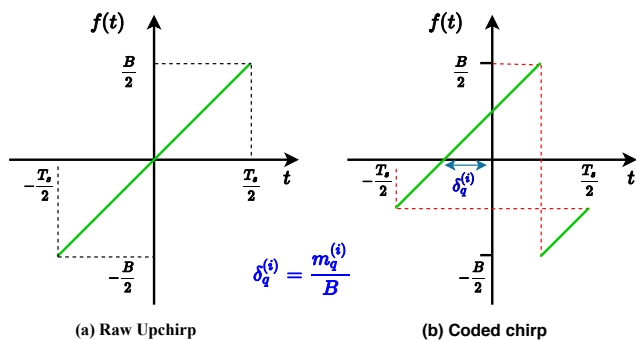 f(t)
B/2
-T_s/2
T_s/2
t
-B/2
(a) Raw Upchirp
δ_q^{(i)} = m_q^{(i)}/B
f(t)
B/2
-T_s/2
δ_q^{(i)}
T_s/2
t
-B/2
(b) Coded chirp